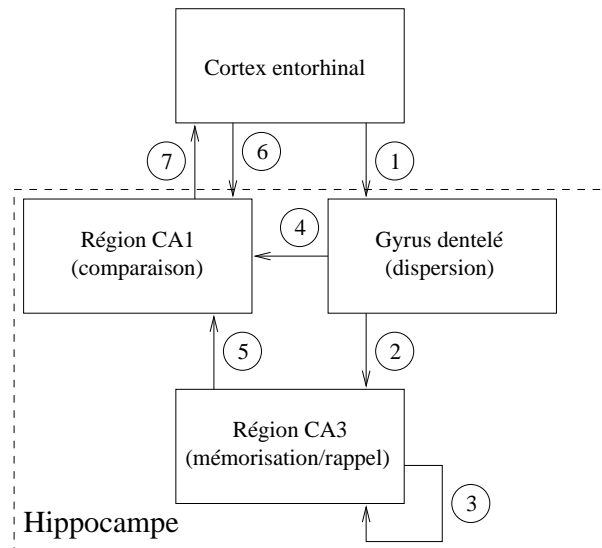 Cortex entorhinal
7
6
1
Région CA1
(comparaison)
4
Gyrus dentelé
(dispersion)
5
2
Région CA3
(mémorisation/rappel)
3
Hippocampe